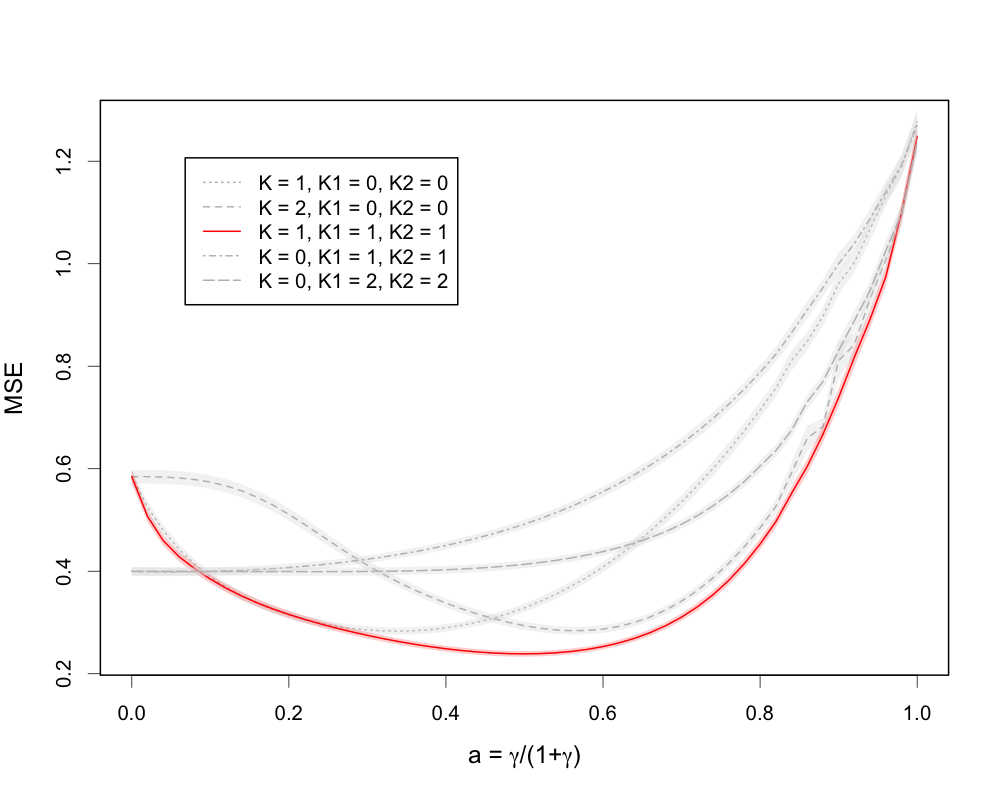 K = 1, K1 = 0, K2 = 0
K = 2, K1 = 0, K2 = 0
K = 1, K1 = 1, K2 = 1
K = 0, K1 = 1, K2 = 1
K = 0, K1 = 2, K2 = 2
MSE
1.2
1.0
0.8
0.6
0.4
0.2
0.0 0.2 0.4 0.6 0.8 1.0
a = γ/(1+γ)